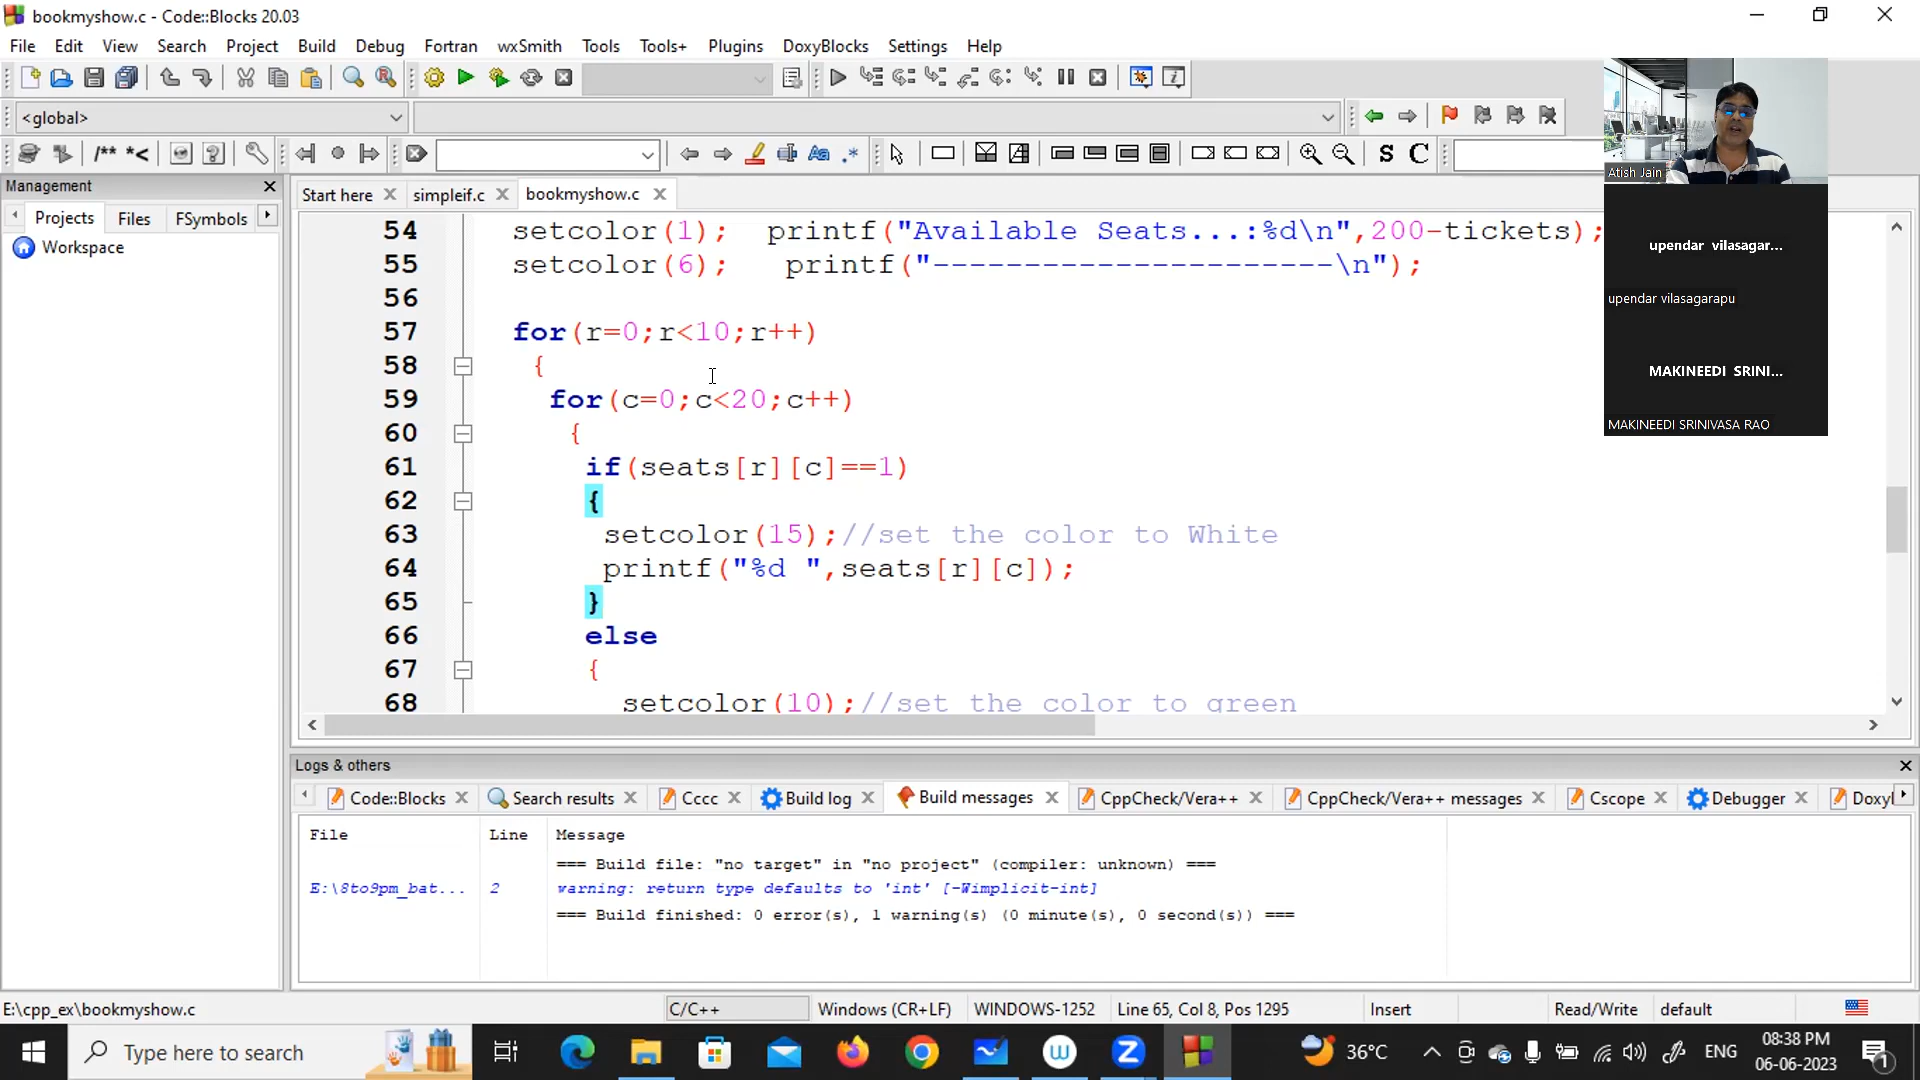 bookmyshow.c - Code::Blocks 20.03
File Edit View Search Project Build Debug Fortran wxSmith Tools Tools+ Plugins DoxyBlocks Settings Help
<global>
/** *<
Aa .*
S C
Management
Projects Files FSymbols
Workspace
Start here simpleif.c bookmyshow.c
54 setcolor(1); printf("Available Seats...:%d\n",200-tickets);
55 setcolor(6); printf("----------------------\n");
56
57 for(r=0;r<10;r++)
58 {
59 for(c=0;c<20;c++)
60 {
61 if(seats[r][c]==1)
62 {
63 setcolor(15);//set the color to White
64 printf("%d ",seats[r][c]);
65 }
66 else
67 {
68 setcolor(10);//set the color to green
Atish Jain
upendar vilasagar...
upendar vilasagarapu
MAKINEEDI SRINI...
MAKINEEDI SRINIVASA RAO
Logs & others
Code::Blocks Search results Cccc Build log Build messages CppCheck/Vera++ CppCheck/Vera++ messages Cscope Debugger Doxyl
File Line Message
=== Build file: "no target" in "no project" (compiler: unknown) ===
E:\8to9pm_bat... 2 warning: return type defaults to 'int' [-Wimplicit-int]
=== Build finished: 0 error(s), 1 warning(s) (0 minute(s), 0 second(s)) ===
E:\cpp_ex\bookmyshow.c C/C++ Windows (CR+LF) WINDOWS-1252 Line 65, Col 8, Pos 1295 Insert Read/Write default
Type here to search
36°C
ENG
08:38 PM
06-06-2023
1